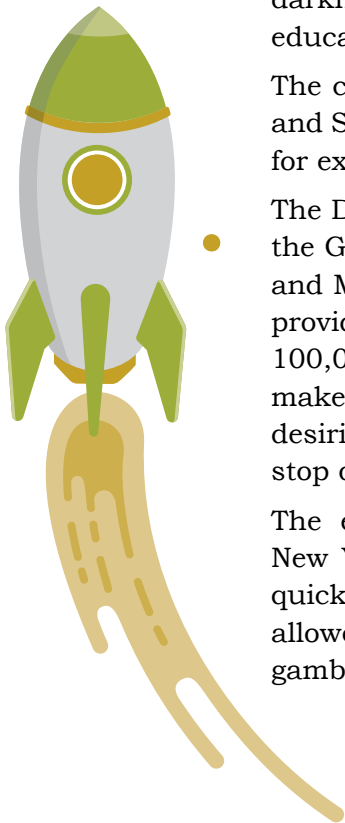 educa
The c
and S
for ex
The D
the G
and M
provid
100,0
make
desiri
stop o
The e
New
quick
allowe
gamb